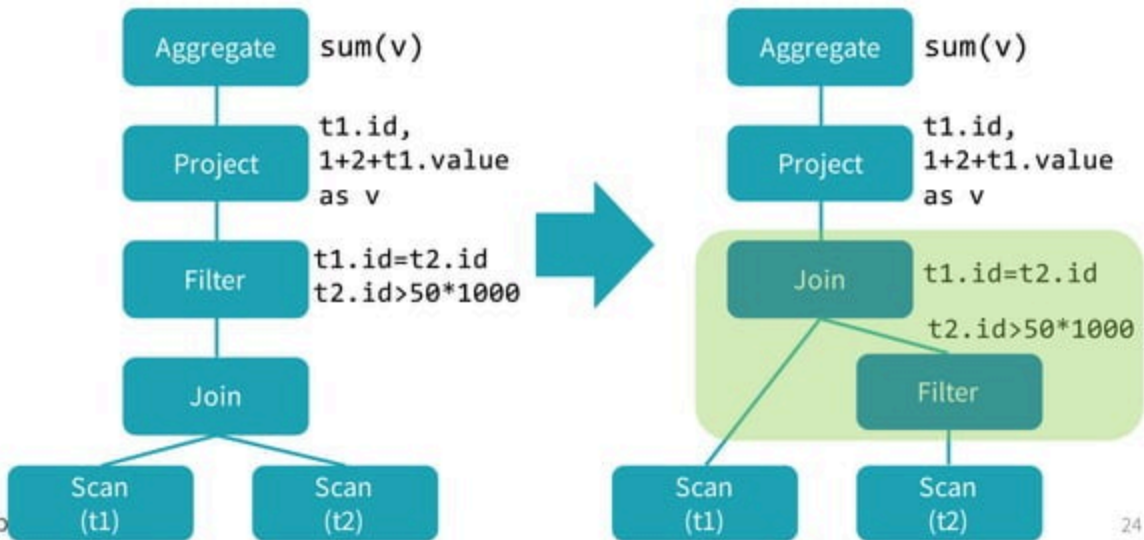 Aggregate
sum(v)
Project
t1.id,
1+2+t1.value
as v
Filter
t1.id=t2.id
t2.id>50*1000
Join
Scan
(t1)
Scan
(t2)
Aggregate
sum(v)
Project
t1.id,
1+2+t1.value
as v
Join
t1.id=t2.id
t2.id>50*1000
Filter
Scan
(t1)
Scan
(t2)
24